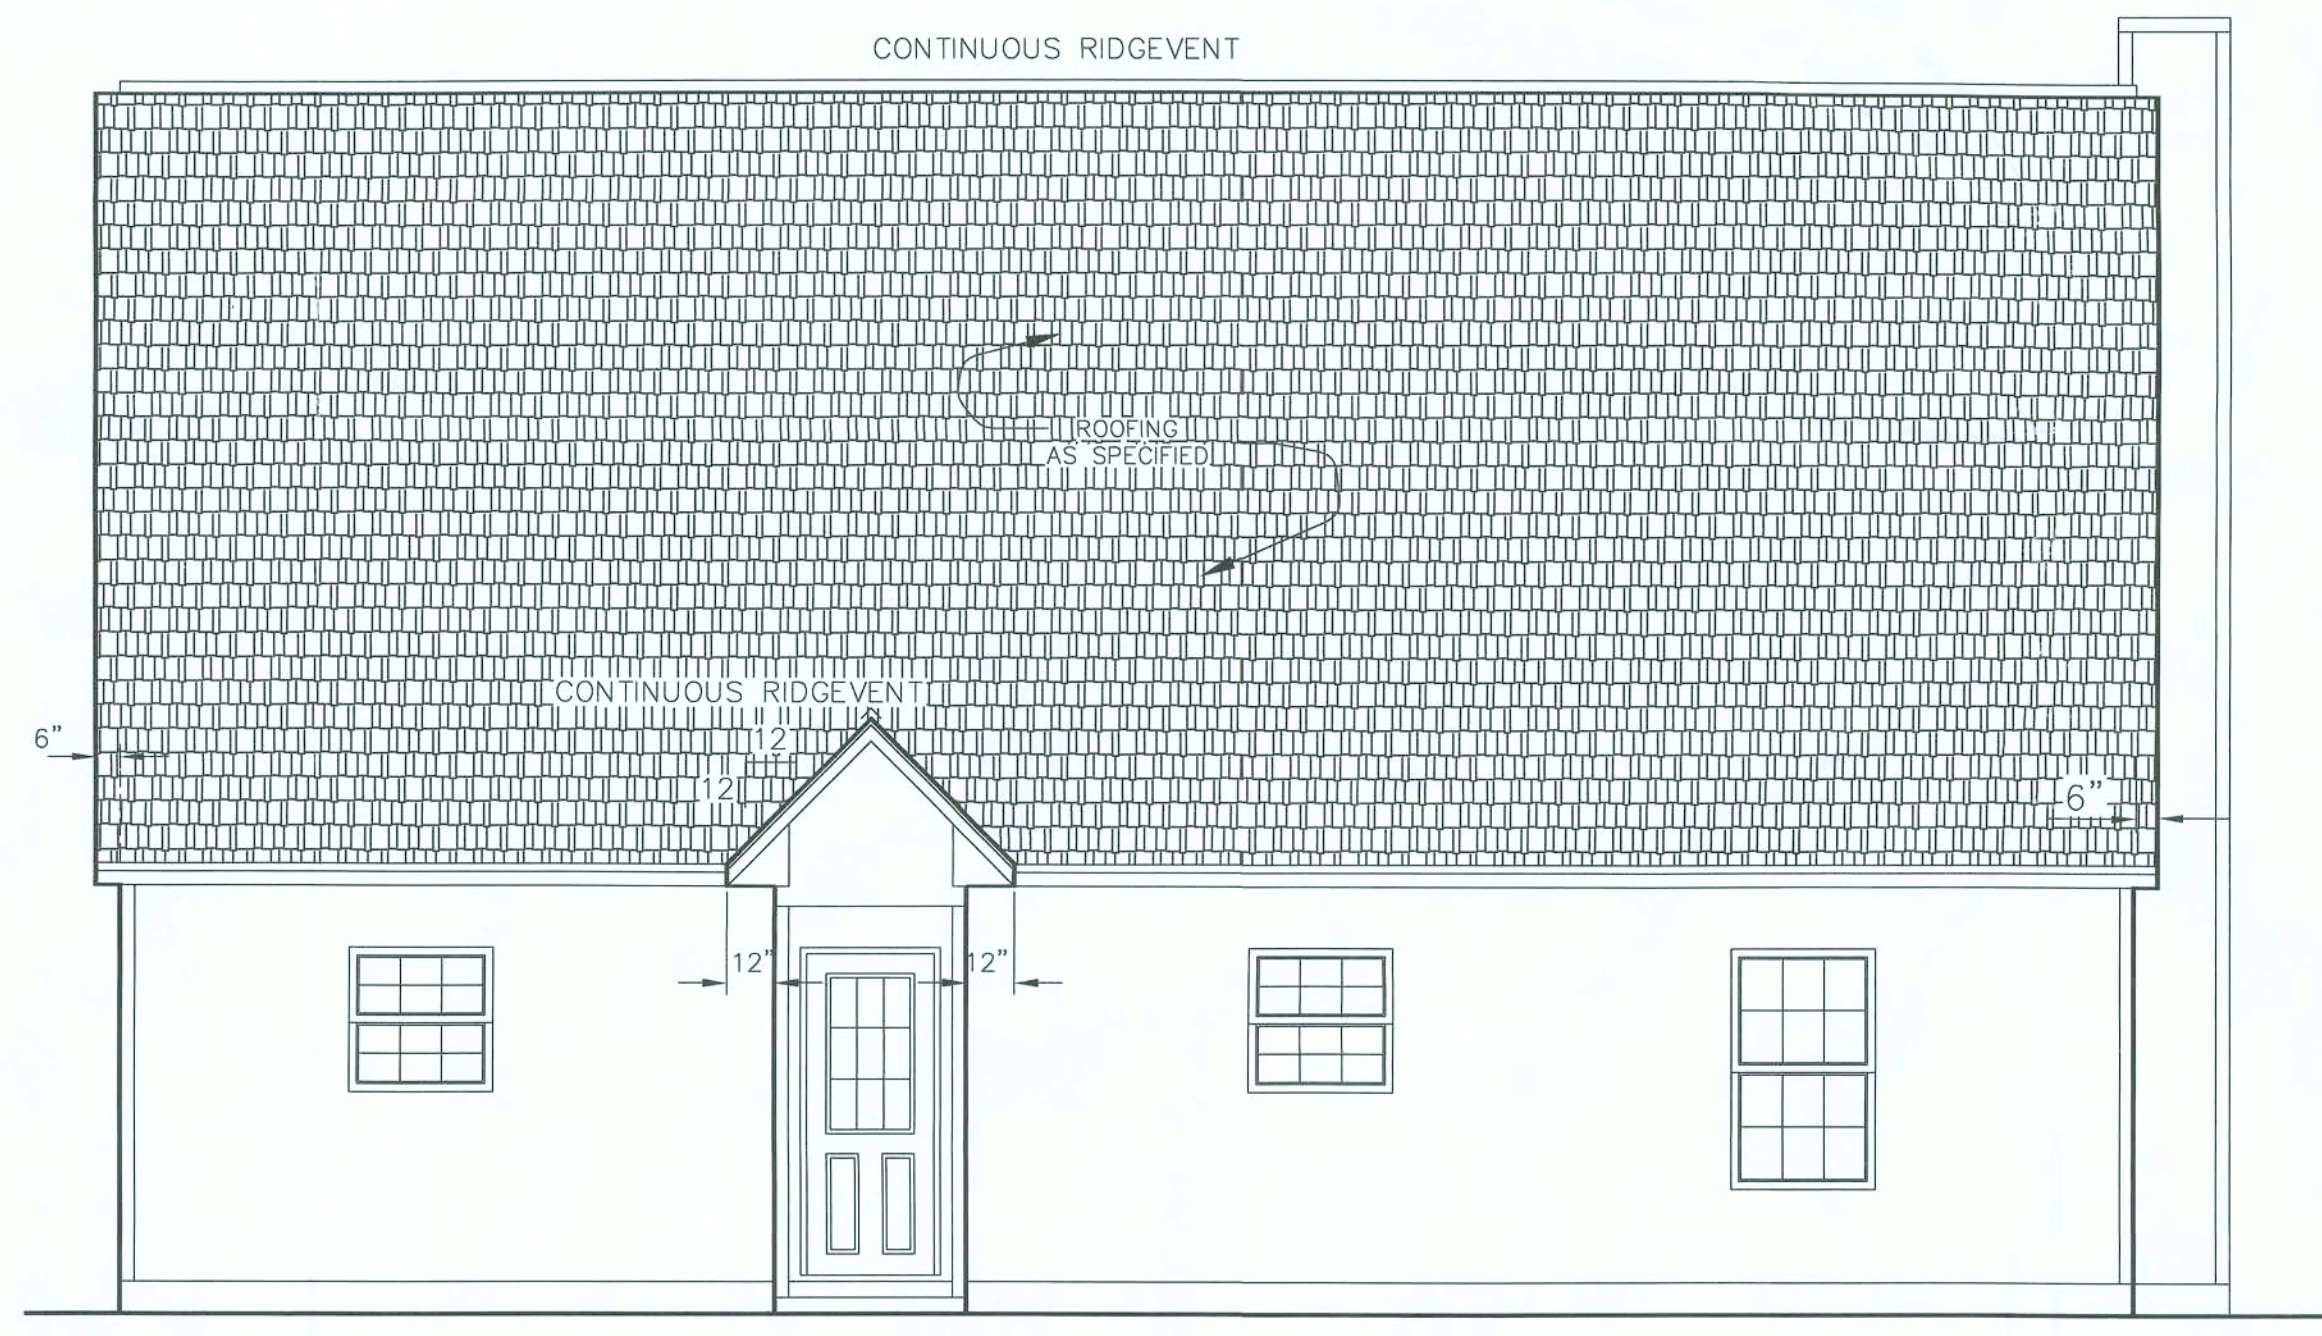 CONTINUOUS RIDGEVENT
ROOFING
AS SPECIFIED
CONTINUOUS RIDGEVENT
12
12
6"
6"
12"
12"